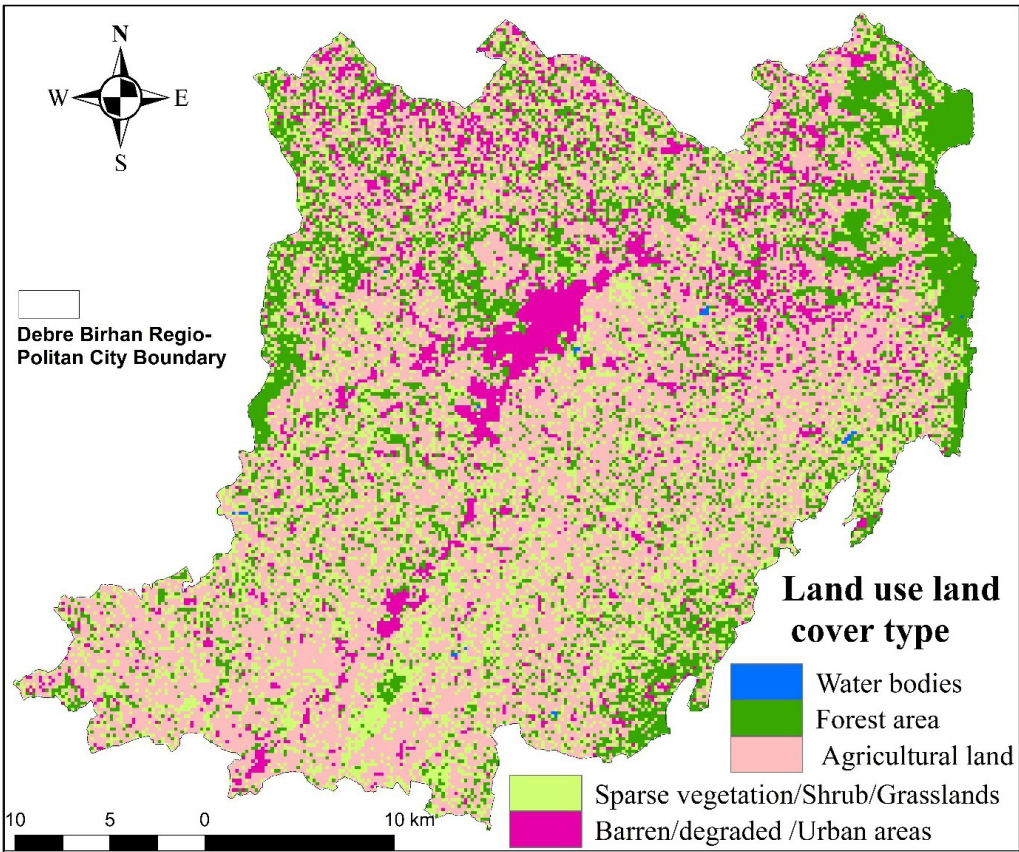 N
W E
S
Debre Birhan Regio-
Politan City Boundary
Land use land
cover type
Water bodies
Forest area
Agricultural land
Sparse vegetation/Shrub/Grasslands
Barren/degraded /Urban areas
10 5 0 10 km